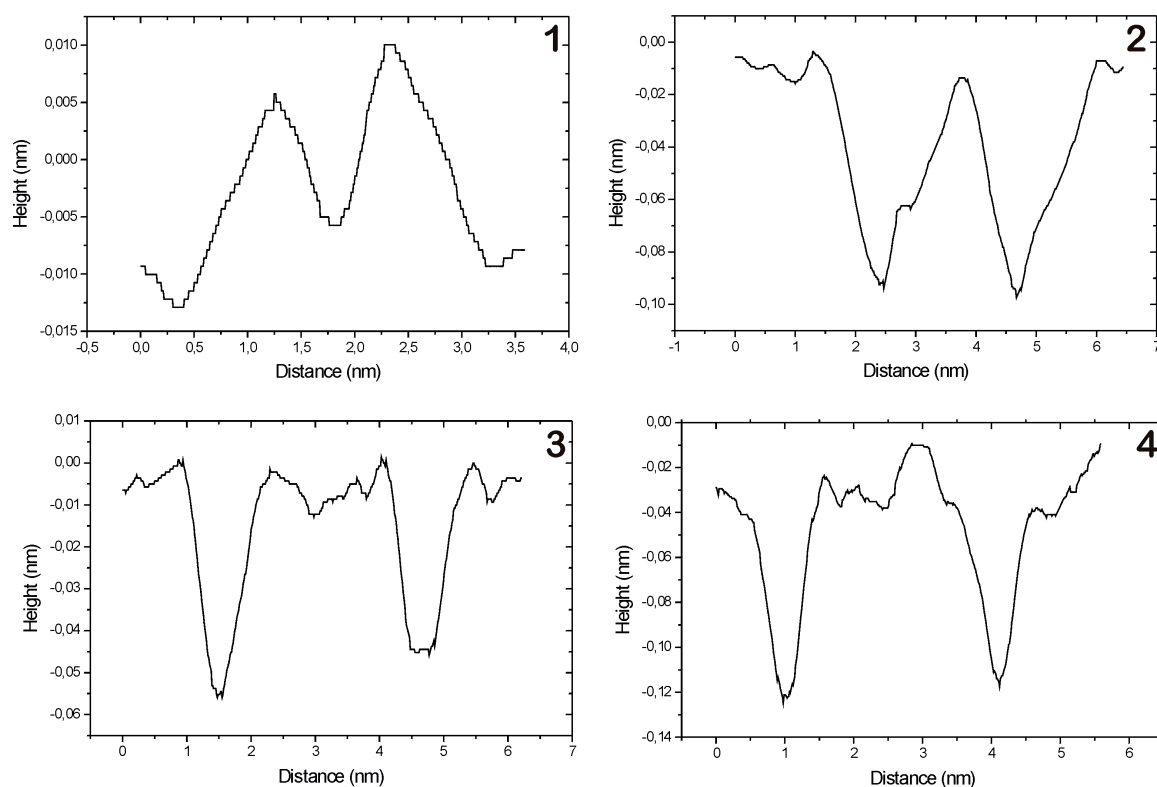 1
0,010
0,005
0,000
-0,005
-0,010
-0,015
Height (nm)
-0,5 0,0 0,5 1,0 1,5 2,0 2,5 3,0 3,5 4,0
Distance (nm)
2
0,00
-0,02
-0,04
-0,06
-0,08
-0,10
Height (nm)
-1 0 1 2 3 4 5 6 7
Distance (nm)
3
0,01
0,00
-0,01
-0,02
-0,03
-0,04
-0,05
-0,06
Height (nm)
0 1 2 3 4 5 6 7
Distance (nm)
4
0,00
-0,02
-0,04
-0,06
-0,08
-0,10
-0,12
-0,14
Height (nm)
0 1 2 3 4 5 6
Distance (nm)